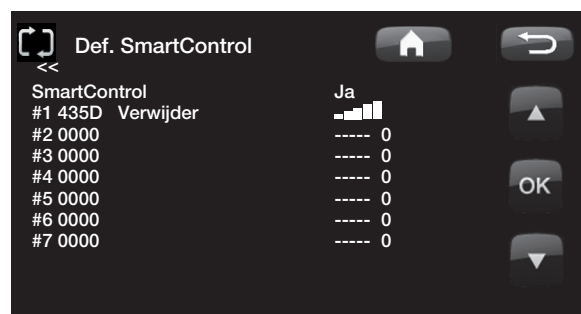 Def. SmartControl
<<
SmartControl Ja
#1 435D Verwijder
#2 0000 ----- 0
#3 0000 ----- 0
#4 0000 ----- 0
#5 0000 ----- 0
#6 0000 ----- 0
#7 0000 ----- 0
OK